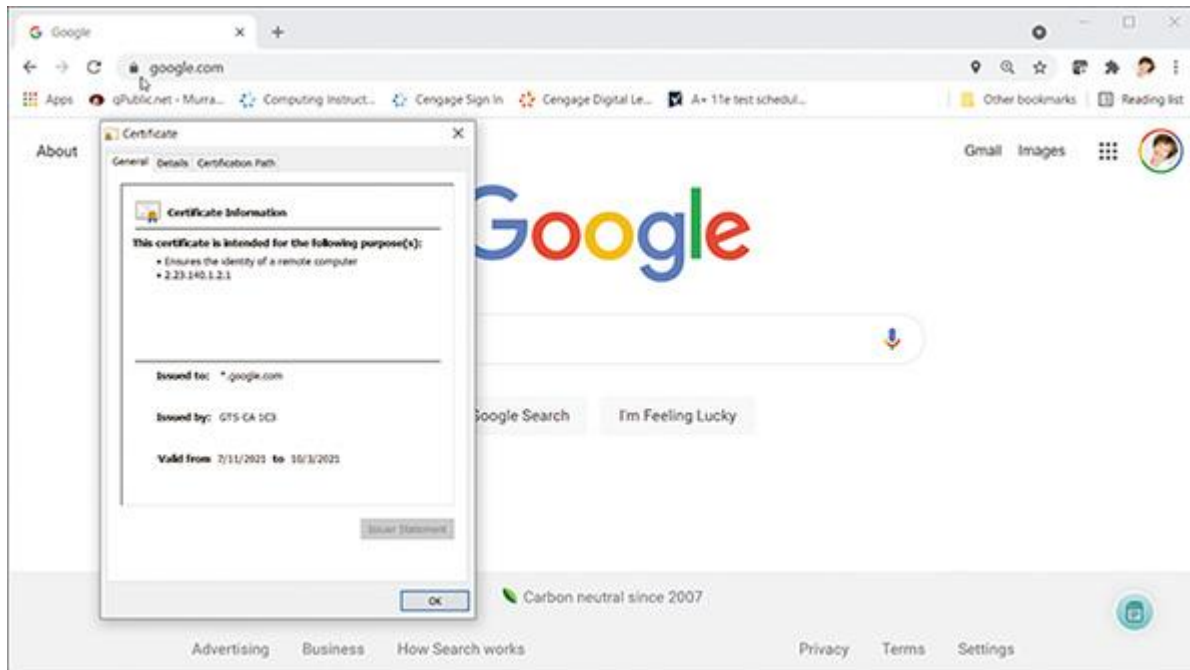 Google
google.com
Apps qPublic.net - Murra... Computing Instruct... Cengage Sign In Cengage Digital Le... A+ 11e test schedul... Other bookmarks Reading list
Certificate
About Gmail Images
General Details Certification Path
Certificate Information
Google
This certificate is intended for the following purpose(s):
• Ensures the identity of a remote computer
• 2.23.140.1.2.1
Issued to: *.google.com
Issued by: GTS CA 1C3
Google Search I'm Feeling Lucky
Valid from 7/11/2021 to 10/3/2021
Issuer Statement
OK
Carbon neutral since 2007
Advertising Business How Search works Privacy Terms Settings